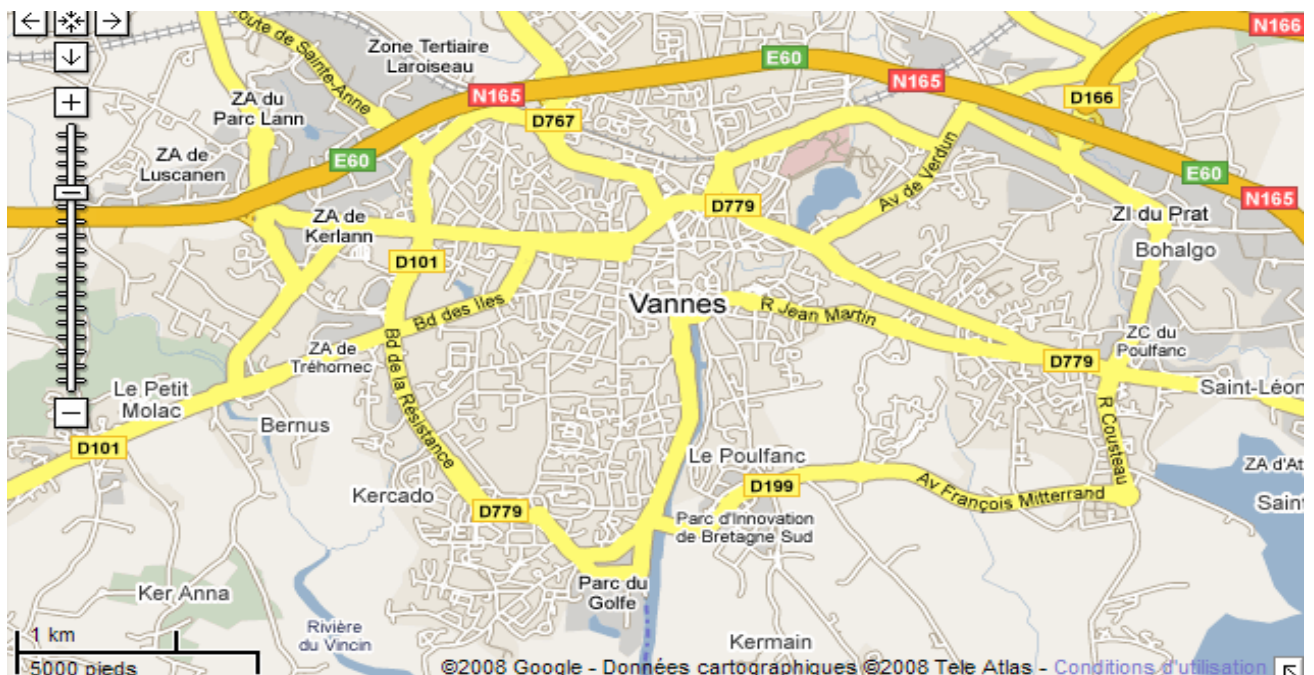 N166
Route de Sainte-Anne
Zone Tertiaire
Laroiseau
E60
N165
N165
ZA du
Parc Lann
D166
D767
ZA de
Luscanen
E60
Av de Verdun
E60
N165
D779
ZA de
Kerlann
ZI du Prat
Bohalgo
D101
Bd des Iles
Vannes
R Jean Martin
ZC du
Poulfanc
ZA de
Tréhornec
D779
Le Petit
Molac
Bd de la Résistance
Saint-Léon
Bernus
R Cousteau
D101
Le Poulfanc
ZA d'At
Kercado
D199
Av François Mitterrand
Saint
D779
Parc d'Innovation
de Bretagne Sud
Parc du
Golfe
Ker Anna
Rivière
du Vincin
1 km
Kermain
5000 pieds
©2008 Google - Données cartographiques ©2008 Tele Atlas - Conditions d'utilisation